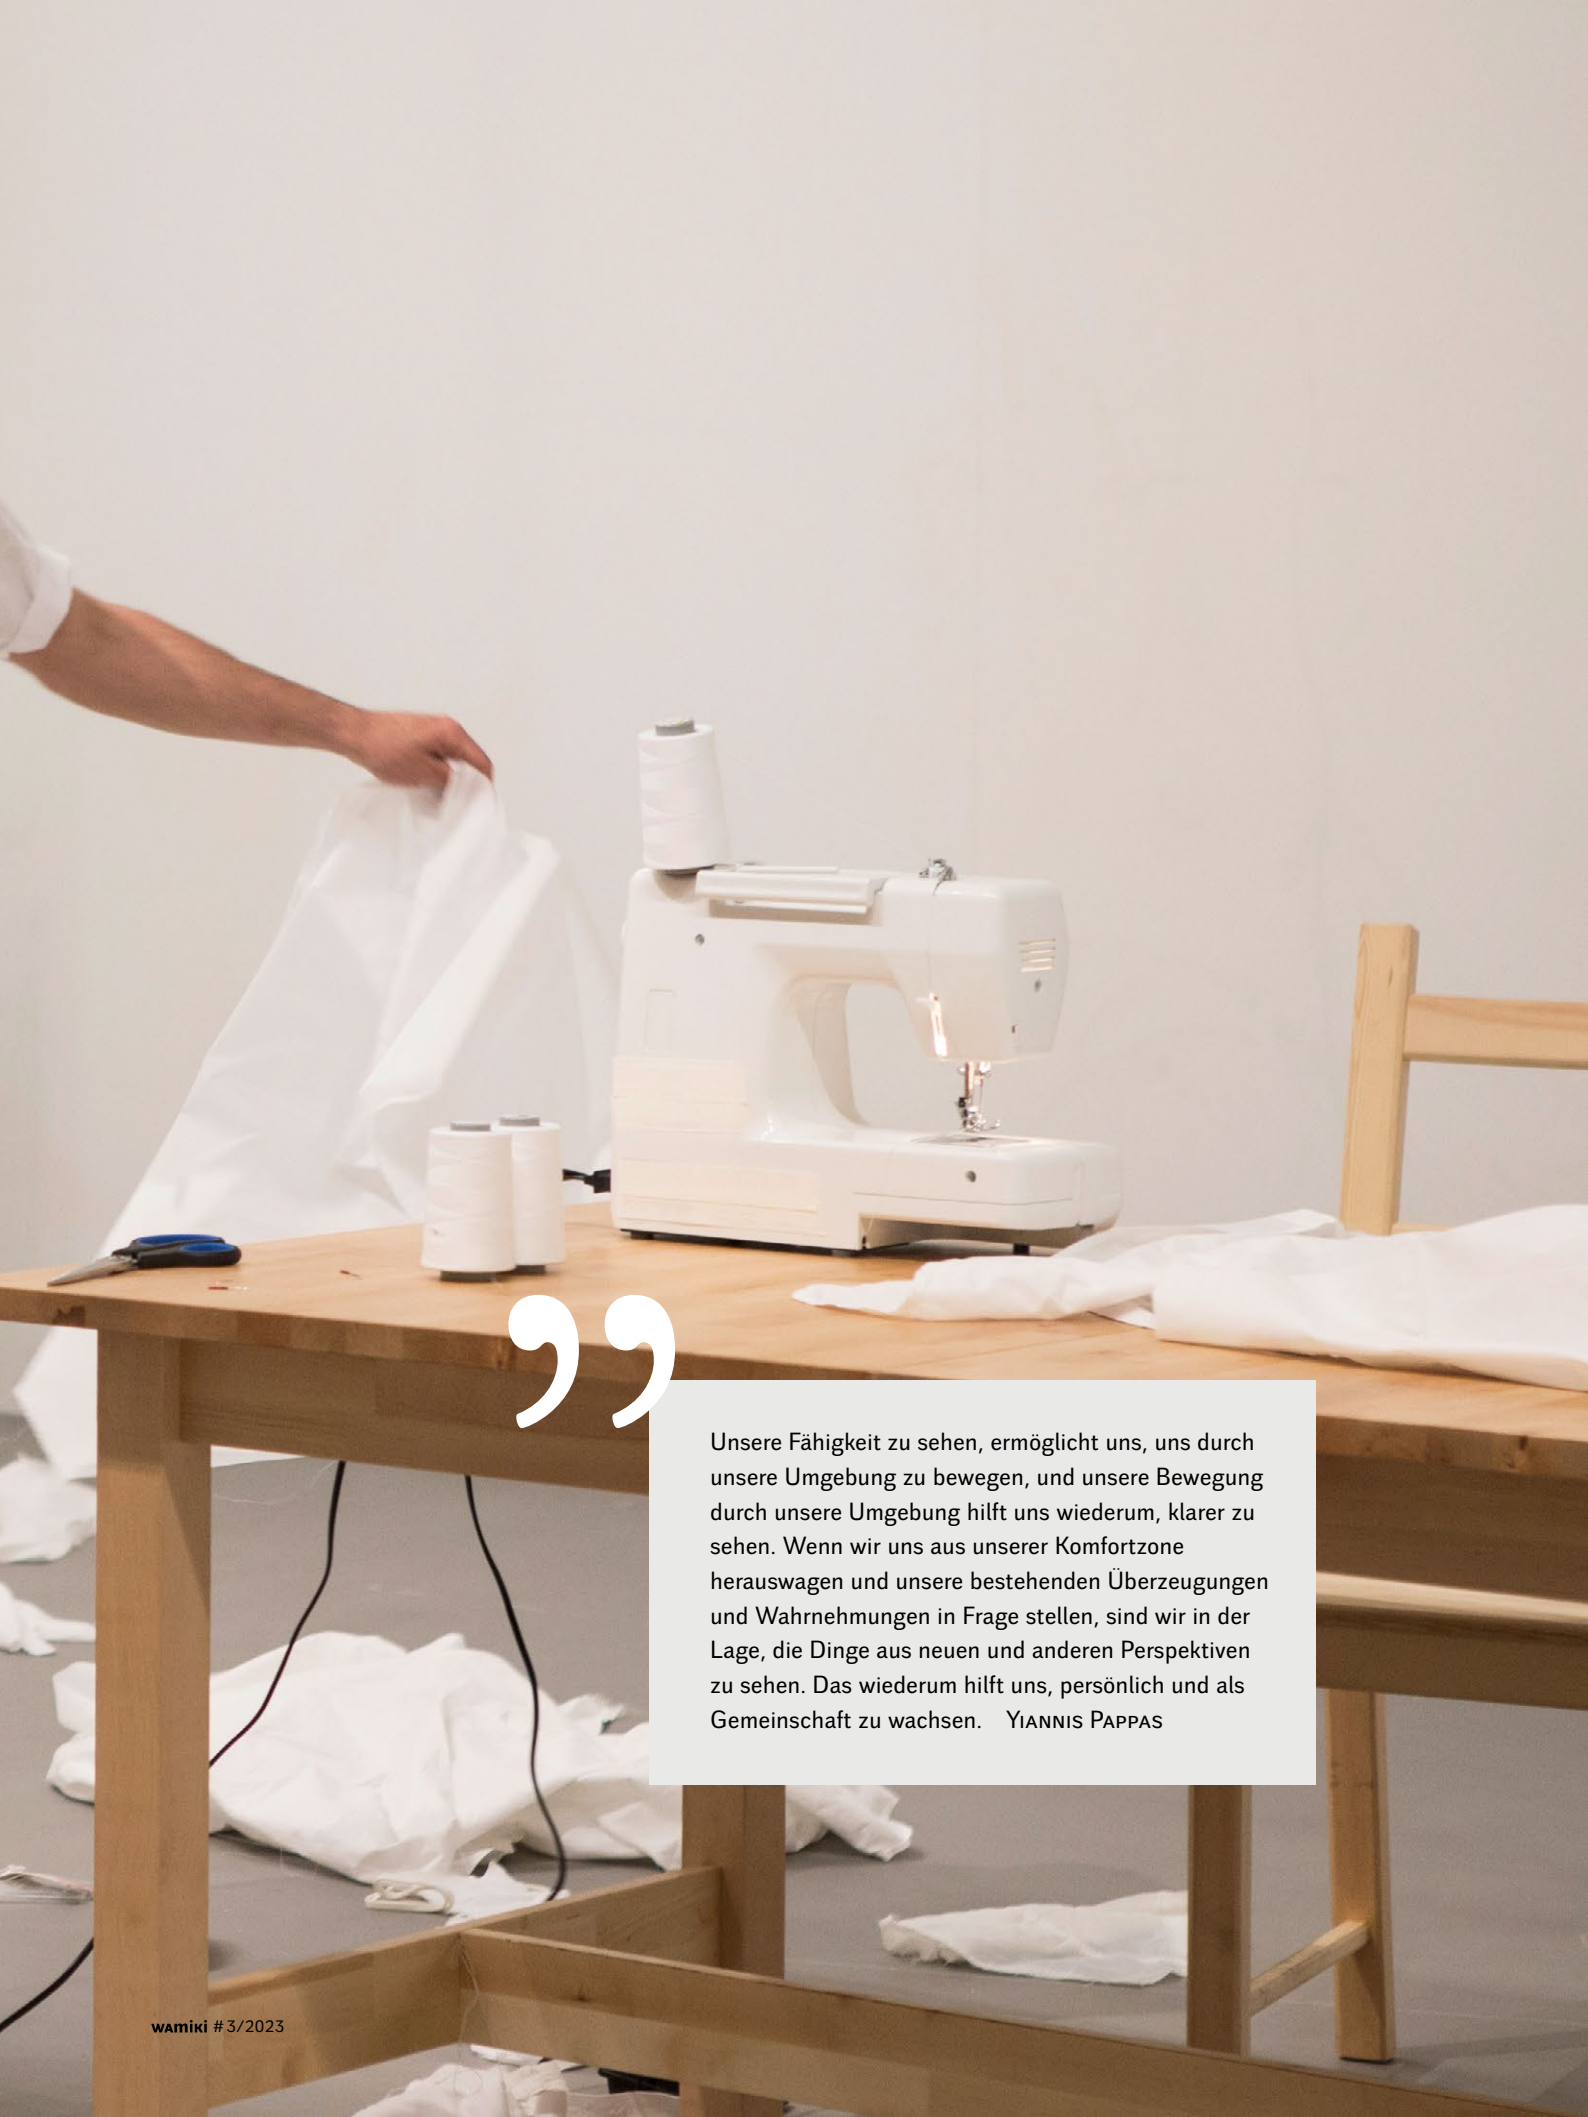 ”
Unsere Fähigkeit zu sehen, ermöglicht uns, uns durch
unsere Umgebung zu bewegen, und unsere Bewegung
durch unsere Umgebung hilft uns wiederum, klarer zu
sehen. Wenn wir uns aus unserer Komfortzone
herauswagen und unsere bestehenden Überzeugungen
und Wahrnehmungen in Frage stellen, sind wir in der
Lage, die Dinge aus neuen und anderen Perspektiven
zu sehen. Das wiederum hilft uns, persönlich und als
Gemeinschaft zu wachsen. Yiannis Pappas
wamiki #3/2023